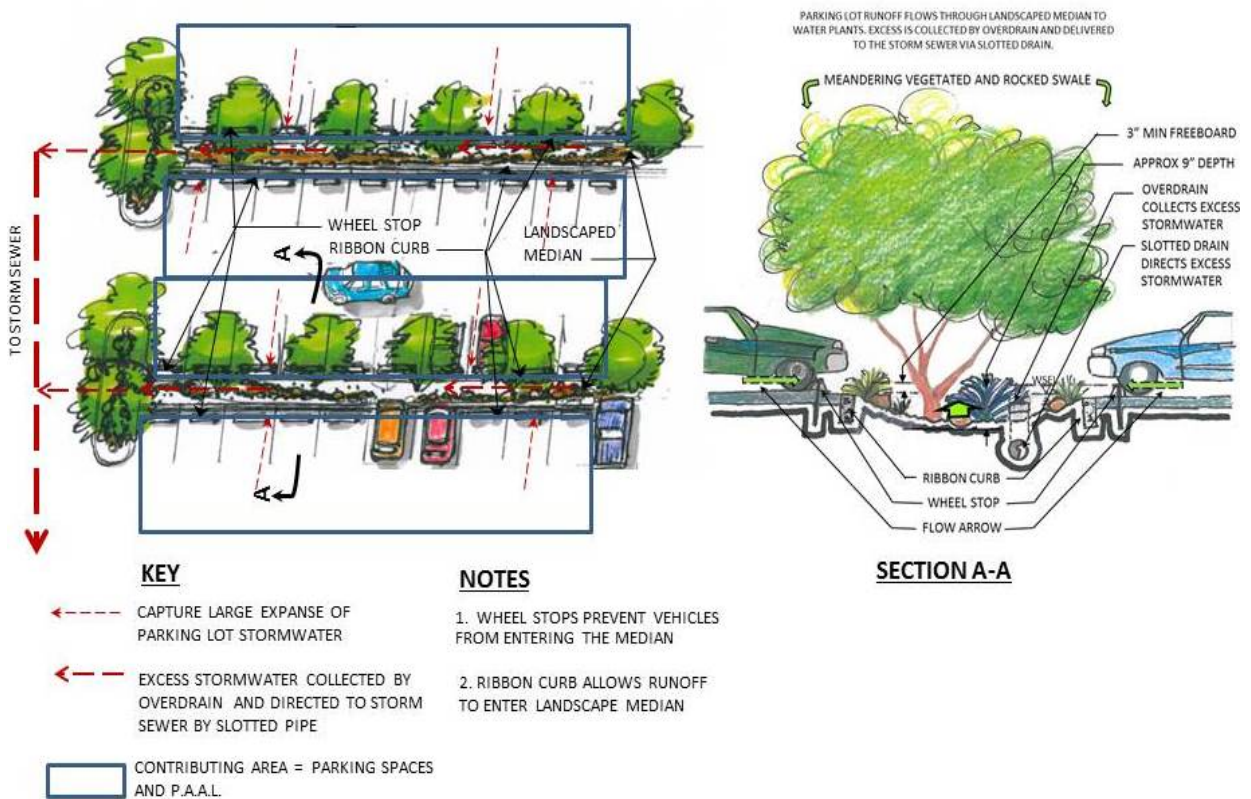 PARKING LOT RUNOFF FLOWS THROUGH LANDSCAPED MEDIAN TO
WATER PLANTS. EXCESS IS COLLECTED BY OVERDRAIN AND DELIVERED
TO THE STORM SEWER VIA SLOTTED DRAIN.
MEANDERING VEGETATED AND ROCKED SWALE
3" MIN FREEBOARD
APPROX 9" DEPTH
OVERDRAIN
COLLECTS EXCESS
STORMWATER
SLOTTED DRAIN
DIRECTS EXCESS
STORMWATER
WSEL
RIBBON CURB
WHEEL STOP
FLOW ARROW
SECTION A-A
TO STORM SEWER
WHEEL STOP
RIBBON CURB
LANDSCAPED
MEDIAN
A
A
KEY
CAPTURE LARGE EXPANSE OF
PARKING LOT STORMWATER
EXCESS STORMWATER COLLECTED BY
OVERDRAIN AND DIRECTED TO STORM
SEWER BY SLOTTED PIPE
CONTRIBUTING AREA = PARKING SPACES
AND P.A.A.L.
NOTES
1. WHEEL STOPS PREVENT VEHICLES
FROM ENTERING THE MEDIAN
2. RIBBON CURB ALLOWS RUNOFF
TO ENTER LANDSCAPE MEDIAN